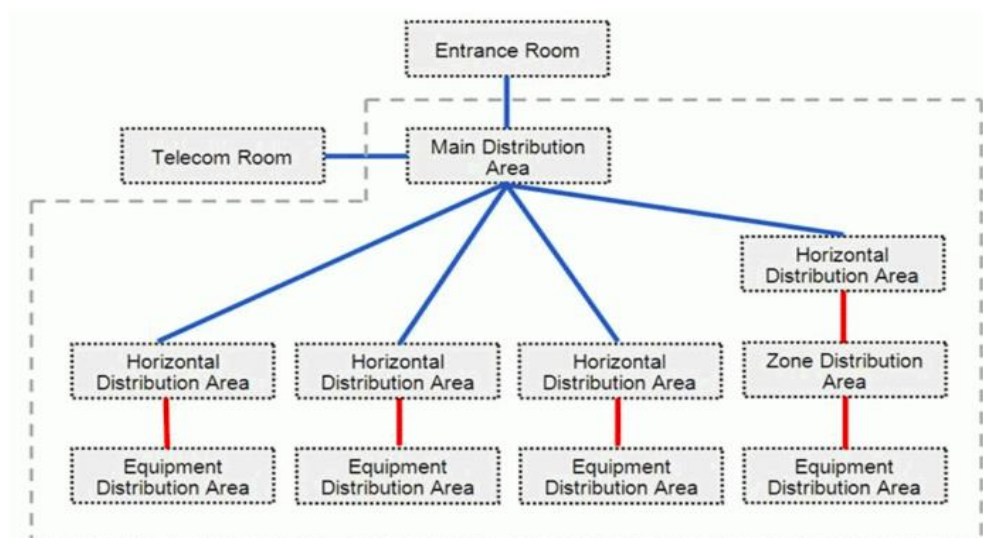 Entrance Room
Telecom Room
Main Distribution
Area
Horizontal
Distribution Area
Horizontal
Distribution Area
Horizontal
Distribution Area
Horizontal
Distribution Area
Zone Distribution
Area
Equipment
Distribution Area
Equipment
Distribution Area
Equipment
Distribution Area
Equipment
Distribution Area